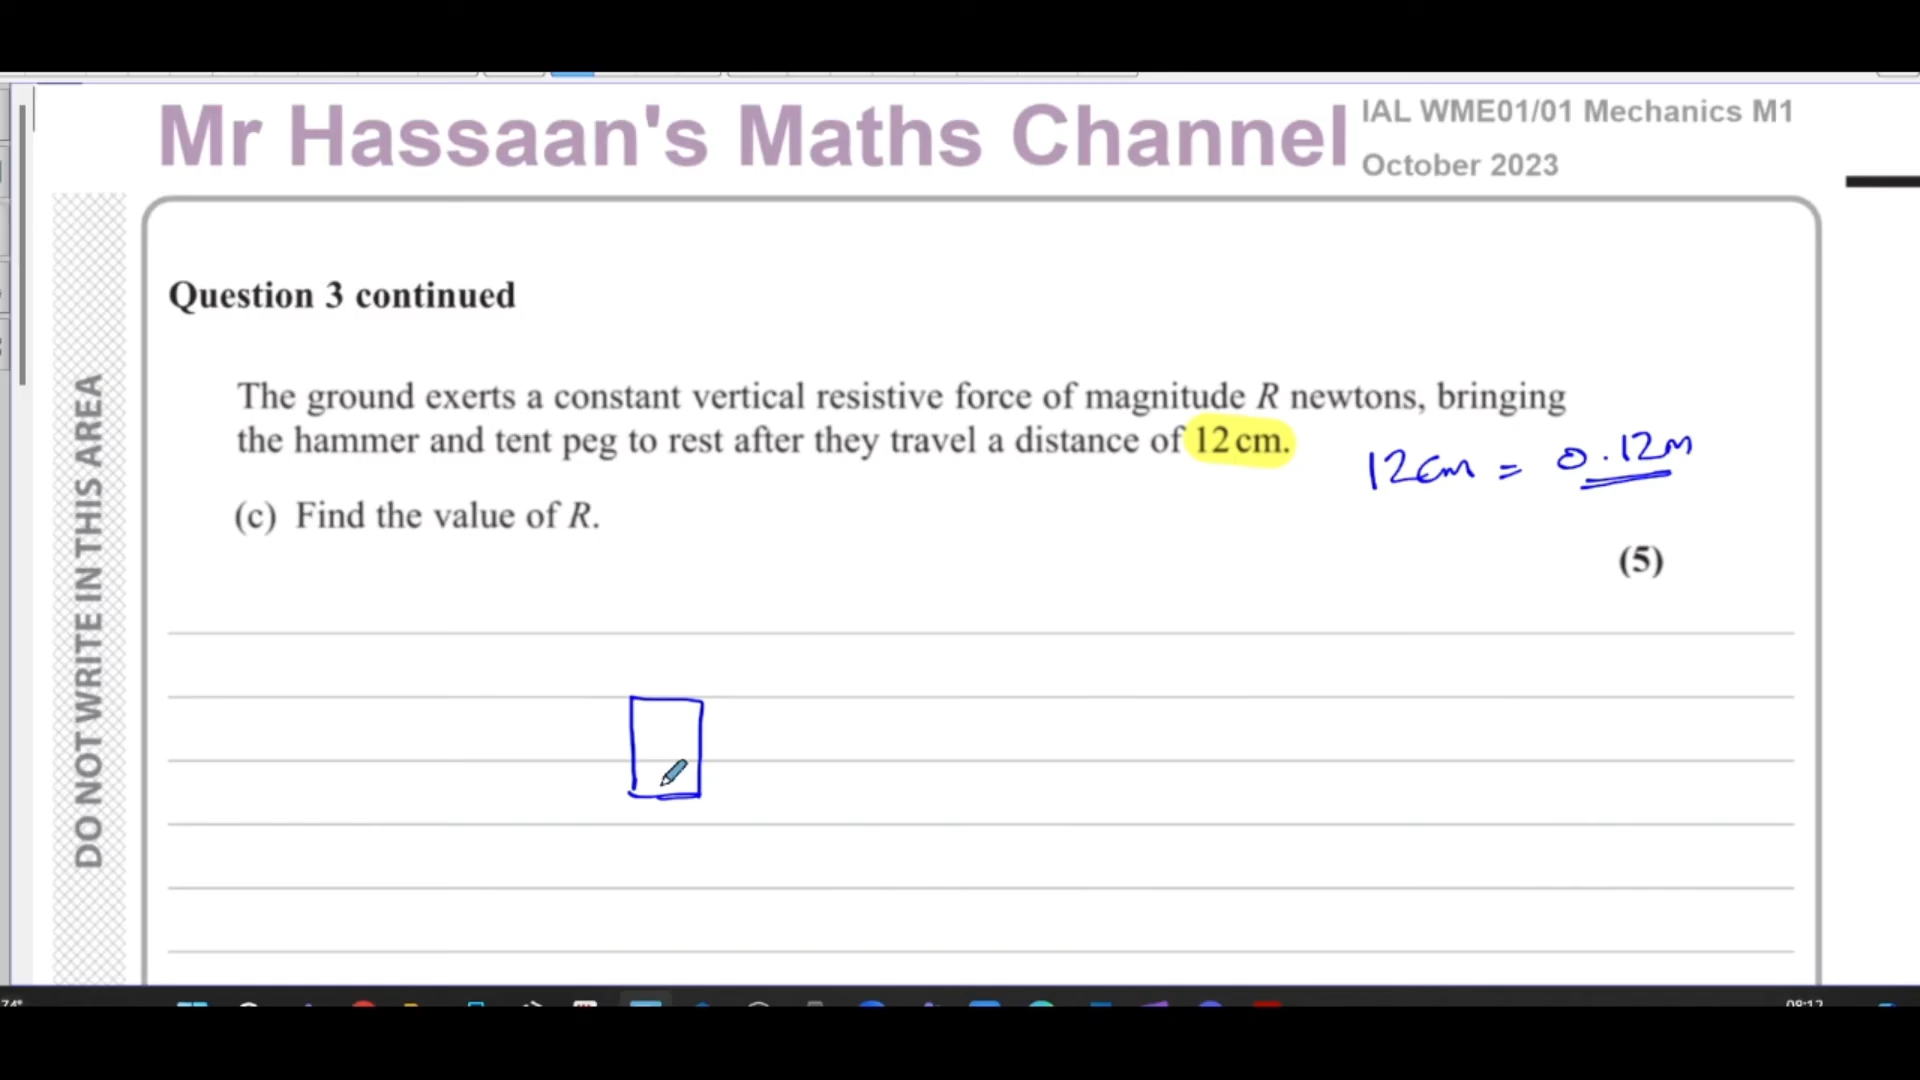 Mr Hassaan's Maths Channel
IAL WME01/01 Mechanics M1
October 2023
DO NOT WRITE IN THIS AREA
Question 3 continued
The ground exerts a constant vertical resistive force of magnitude R newtons, bringing
the hammer and tent peg to rest after they travel a distance of 12 cm.
12cm = 0.12m
(c) Find the value of R.
(5)